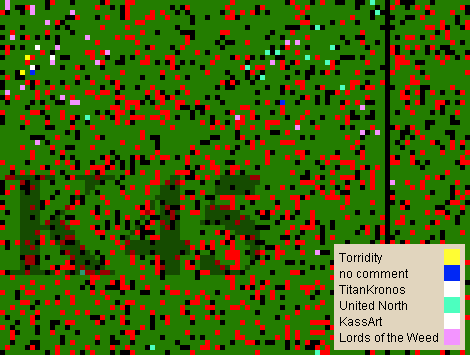 Torridity
no comment
TitanKronos
United North
KassArt
Lords of the Weed